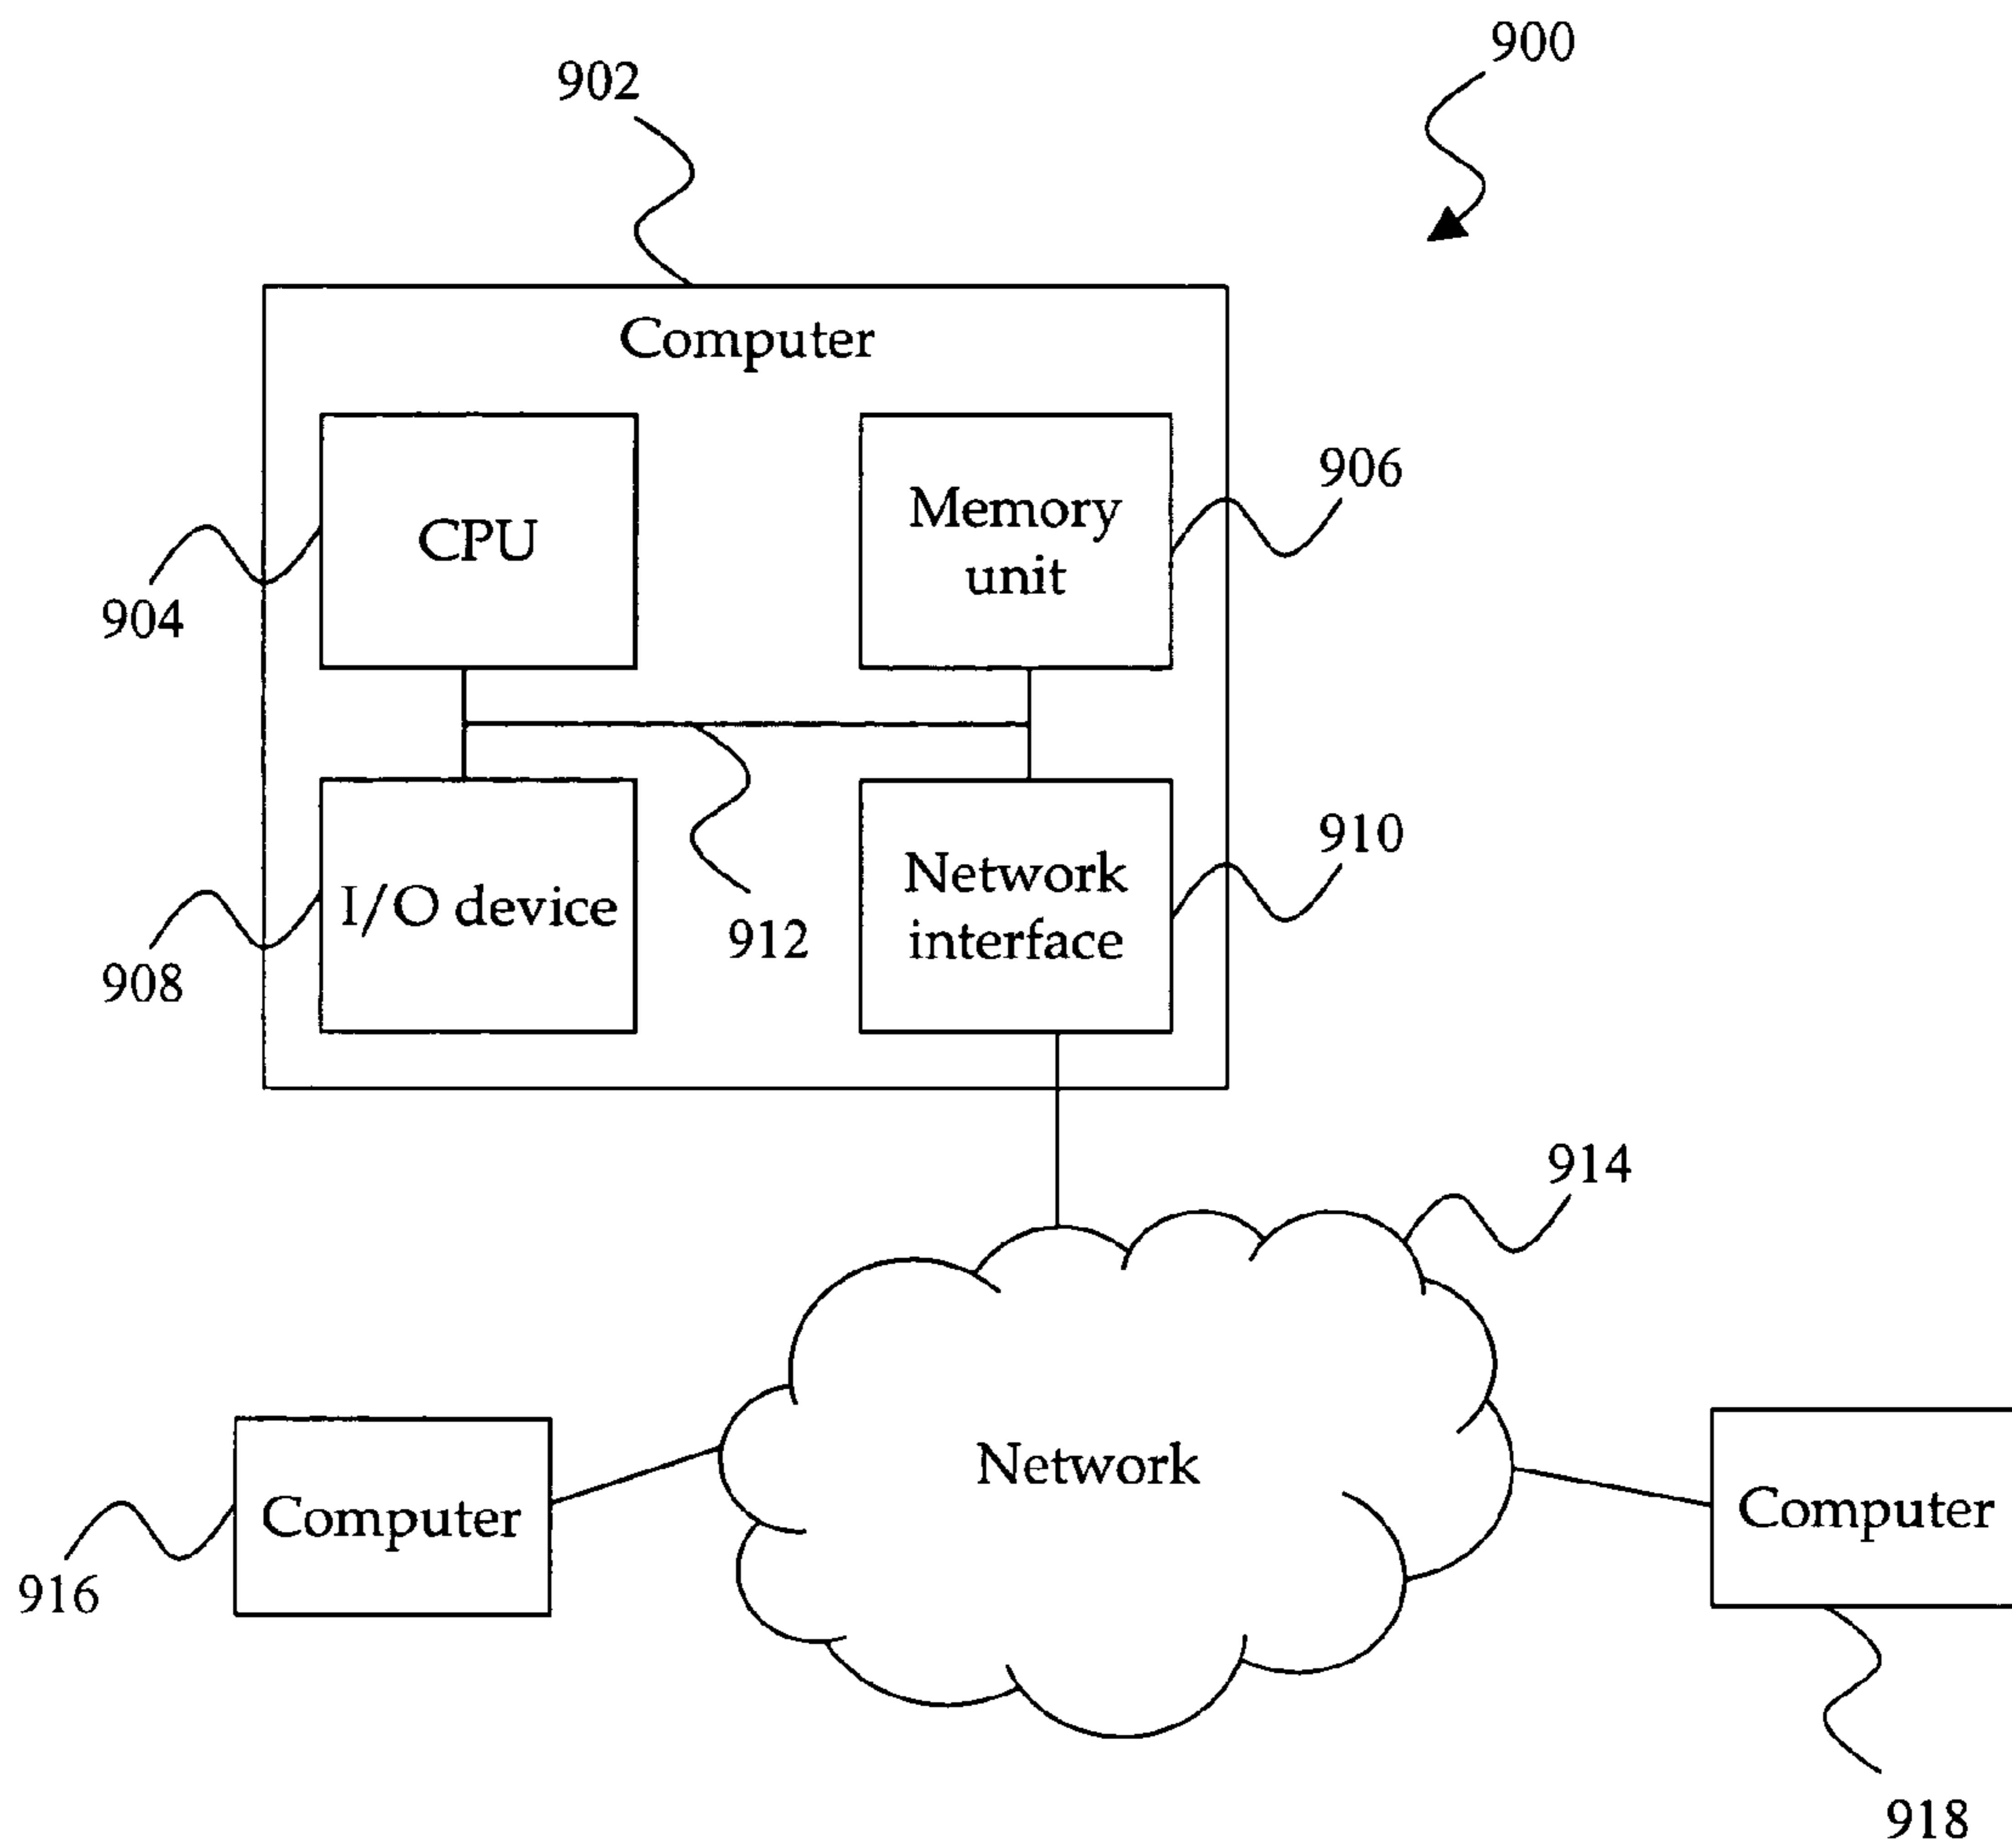 900
902
Computer
CPU
Memory
unit
906
904
I/O device
Network
interface
910
908
912
914
Network
Computer
Computer
916
918